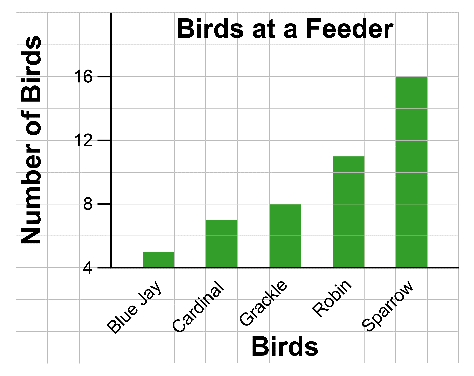 Birds at a Feeder
Number of Birds
16
12
8
4
Blue Jay
Cardinal
Grackle
Robin
Sparrow
Birds